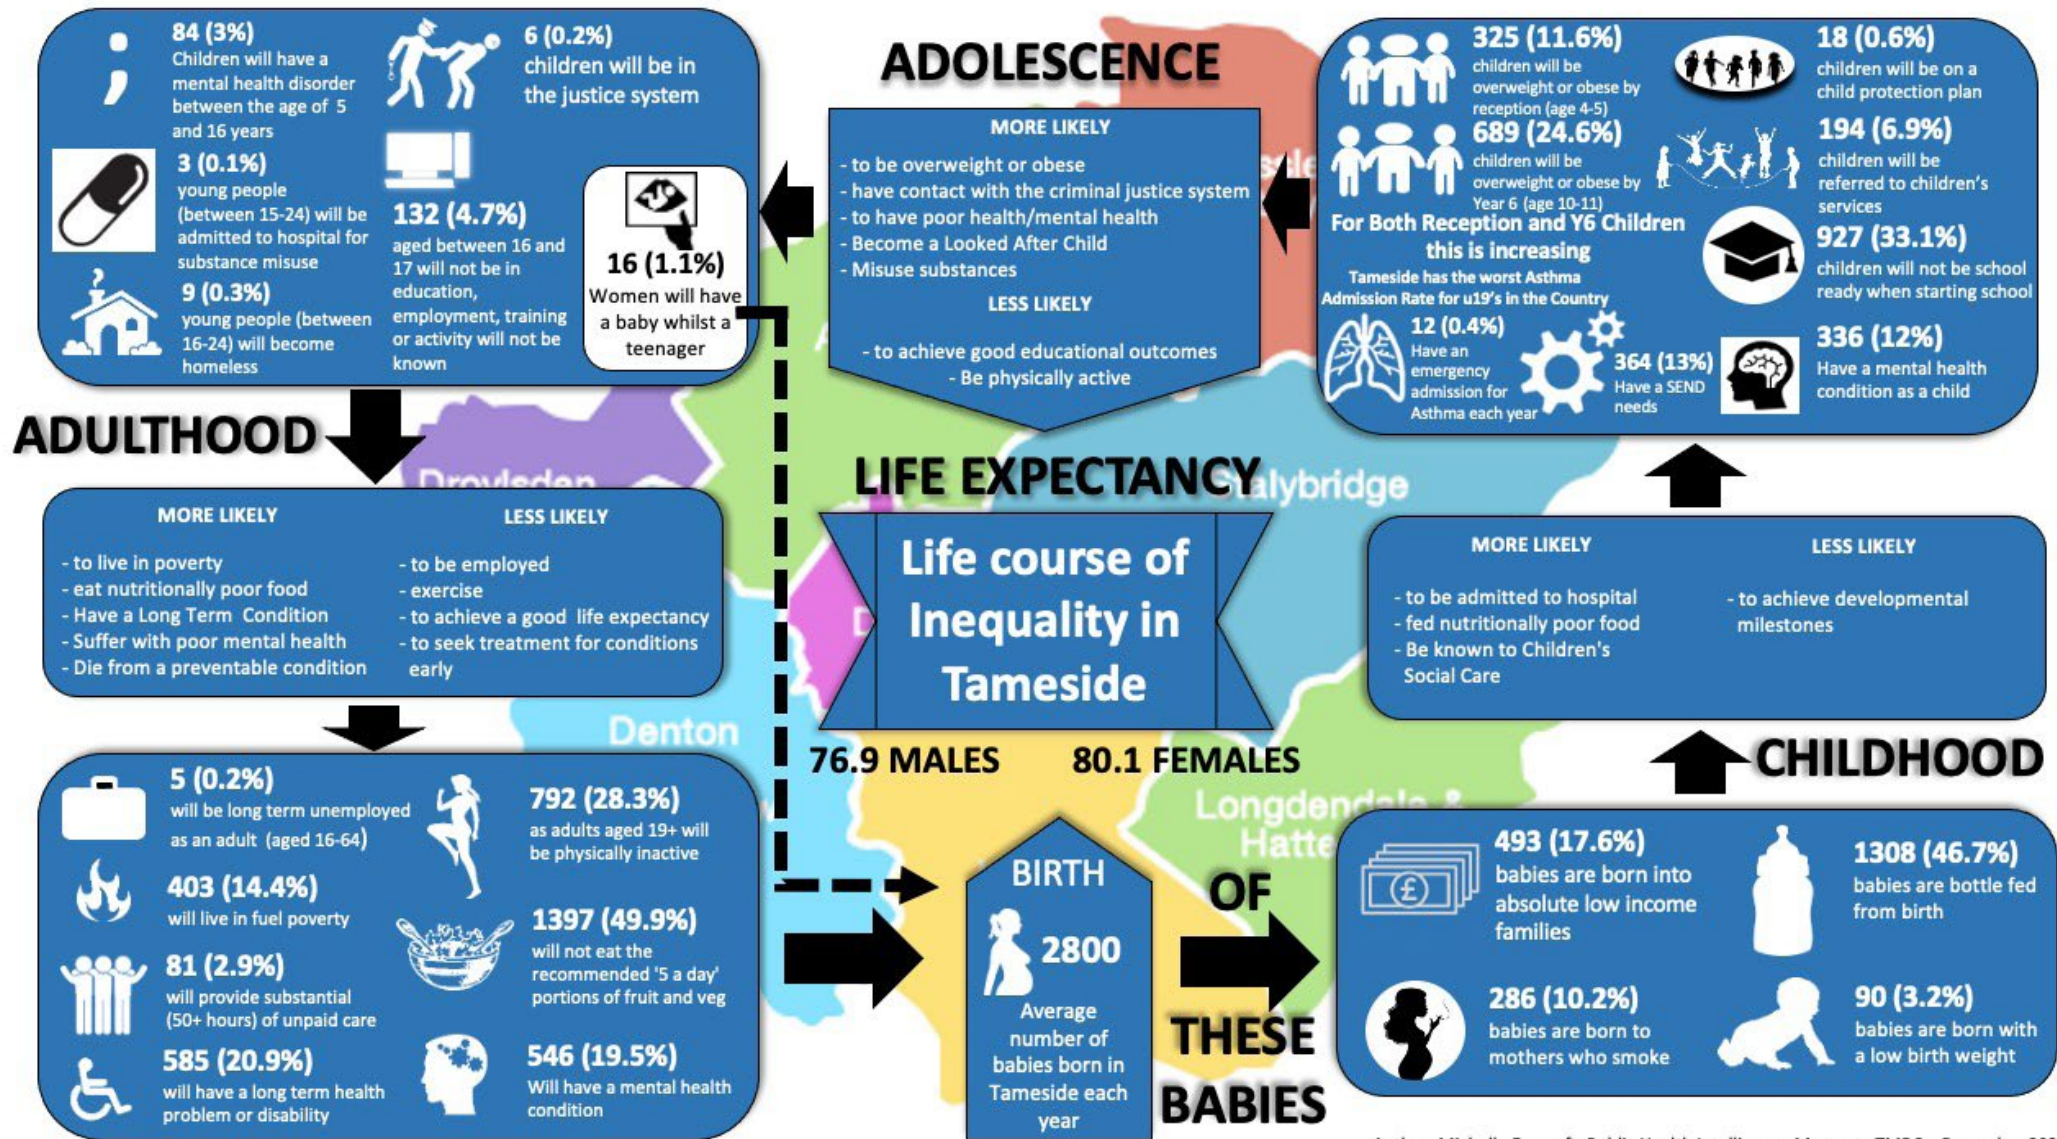 84 (3%)
Children will have a
mental health disorder
between the age of 5
and 16 years
6 (0.2%)
children will be in
the justice system
3 (0.1%)
young people
(between 15-24) will be
admitted to hospital for
substance misuse
132 (4.7%)
aged between 16 and
17 will not be in
education,
employment, training
or activity will not be
known
9 (0.3%)
young people (between
16-24) will become
homeless
16 (1.1%)
Women will have
a baby whilst a
teenager
ADOLESCENCE
MORE LIKELY
- to be overweight or obese
- have contact with the criminal justice system
- to have poor health/mental health
- Become a Looked After Child
- Misuse substances
LESS LIKELY
- to achieve good educational outcomes
- Be physically active
325 (11.6%)
children will be
overweight or obese by
reception (age 4-5)
689 (24.6%)
children will be
overweight or obese by
Year 6 (age 10-11)
For Both Reception and Y6 Children
this is increasing
Tameside has the worst Asthma
Admission Rate for u19's in the Country
12 (0.4%)
Have an
emergency
admission for
Asthma each year
364 (13%)
Have a SEND
needs
18 (0.6%)
children will be on a
child protection plan
194 (6.9%)
children will be
referred to children's
services
927 (33.1%)
children will not be school
ready when starting school
336 (12%)
Have a mental health
condition as a child
ADULTHOOD
Droylsden
MORE LIKELY
- to live in poverty
- eat nutritionally poor food
- Have a Long Term Condition
- Suffer with poor mental health
- Die from a preventable condition
LESS LIKELY
- to be employed
- exercise
- to achieve a good life expectancy
- to seek treatment for conditions
early
LIFE EXPECTANCY
Stalybridge
Life course of
Inequality in
Tameside
76.9 MALES
80.1 FEMALES
Denton
MORE LIKELY
- to be admitted to hospital
- fed nutritionally poor food
- Be known to Children's
Social Care
LESS LIKELY
- to achieve developmental
milestones
CHILDHOOD
5 (0.2%)
will be long term unemployed
as an adult (aged 16-64)
403 (14.4%)
will live in fuel poverty
81 (2.9%)
will provide substantial
(50+ hours) of unpaid care
585 (20.9%)
will have a long term health
problem or disability
792 (28.3%)
as adults aged 19+ will
be physically inactive
1397 (49.9%)
will not eat the
recommended '5 a day'
portions of fruit and veg
546 (19.5%)
Will have a mental health
condition
Longdendale &
Hatte
BIRTH
2800
Average
number of
babies born in
Tameside each
year
OF
THESE
BABIES
493 (17.6%)
babies are born into
absolute low income
families
1308 (46.7%)
babies are bottle fed
from birth
286 (10.2%)
babies are born to
mothers who smoke
90 (3.2%)
babies are born with
a low birth weight